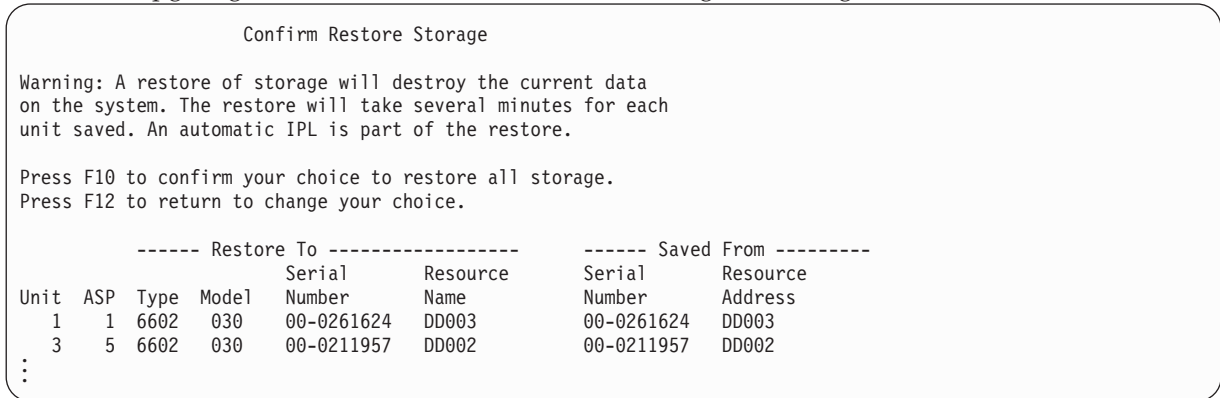 Confirm Restore Storage
Warning: A restore of storage will destroy the current data
on the system. The restore will take several minutes for each
unit saved. An automatic IPL is part of the restore.
Press F10 to confirm your choice to restore all storage.
Press F12 to return to change your choice.
------ Restore To ------------------ ------ Saved From ---------
Serial Resource Serial Resource
Unit ASP Type Model Number Name Number Address
1 1 6602 030 00-0261624 DD003 00-0261624 DD003
3 5 6602 030 00-0211957 DD002 00-0211957 DD002